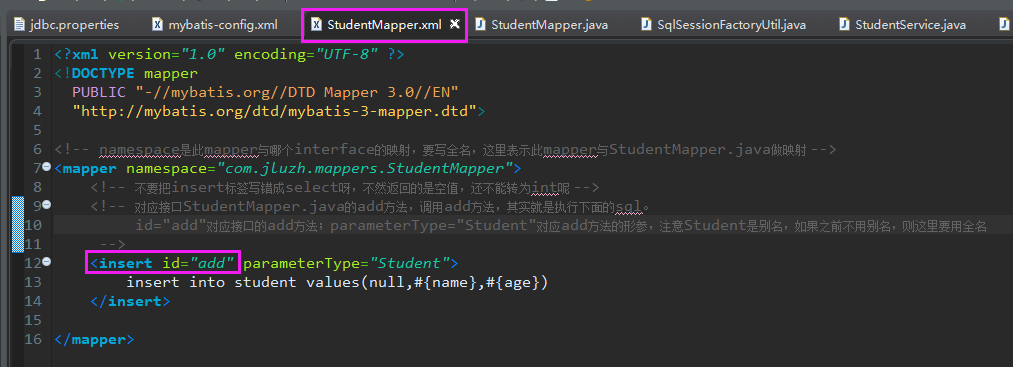 jdbc.properties mybatis-config.xml StudentMapper.xml StudentMapper.java SqlSessionFactoryUtil.java StudentService.java
1 <?xml version="1.0" encoding="UTF-8" ?>
2 <!DOCTYPE mapper
3 PUBLIC "-//mybatis.org//DTD Mapper 3.0//EN"
4 "http://mybatis.org/dtd/mybatis-3-mapper.dtd">
5
6 <!-- namespace是此mapper与哪个interface的映射，要写全名，这里表示此mapper与StudentMapper.java做映射 -->
7 <mapper namespace="com.jluzh.mappers.StudentMapper">
8 <!-- 不要把insert标签写错成select呀，不然返回的是空值，还不能转为int呢 -->
9 <!-- 对应接口StudentMapper.java的add方法，调用add方法，其实就是执行下面的sql。
10 id="add"对应接口的add方法；parameterType="Student"对应add方法的形参，注意Student是别名，如果之前不用别名，则这里要用全名
11 -->
12 <insert id="add" parameterType="Student">
13 insert into student values(null,#{name},#{age})
14 </insert>
15
16 </mapper>